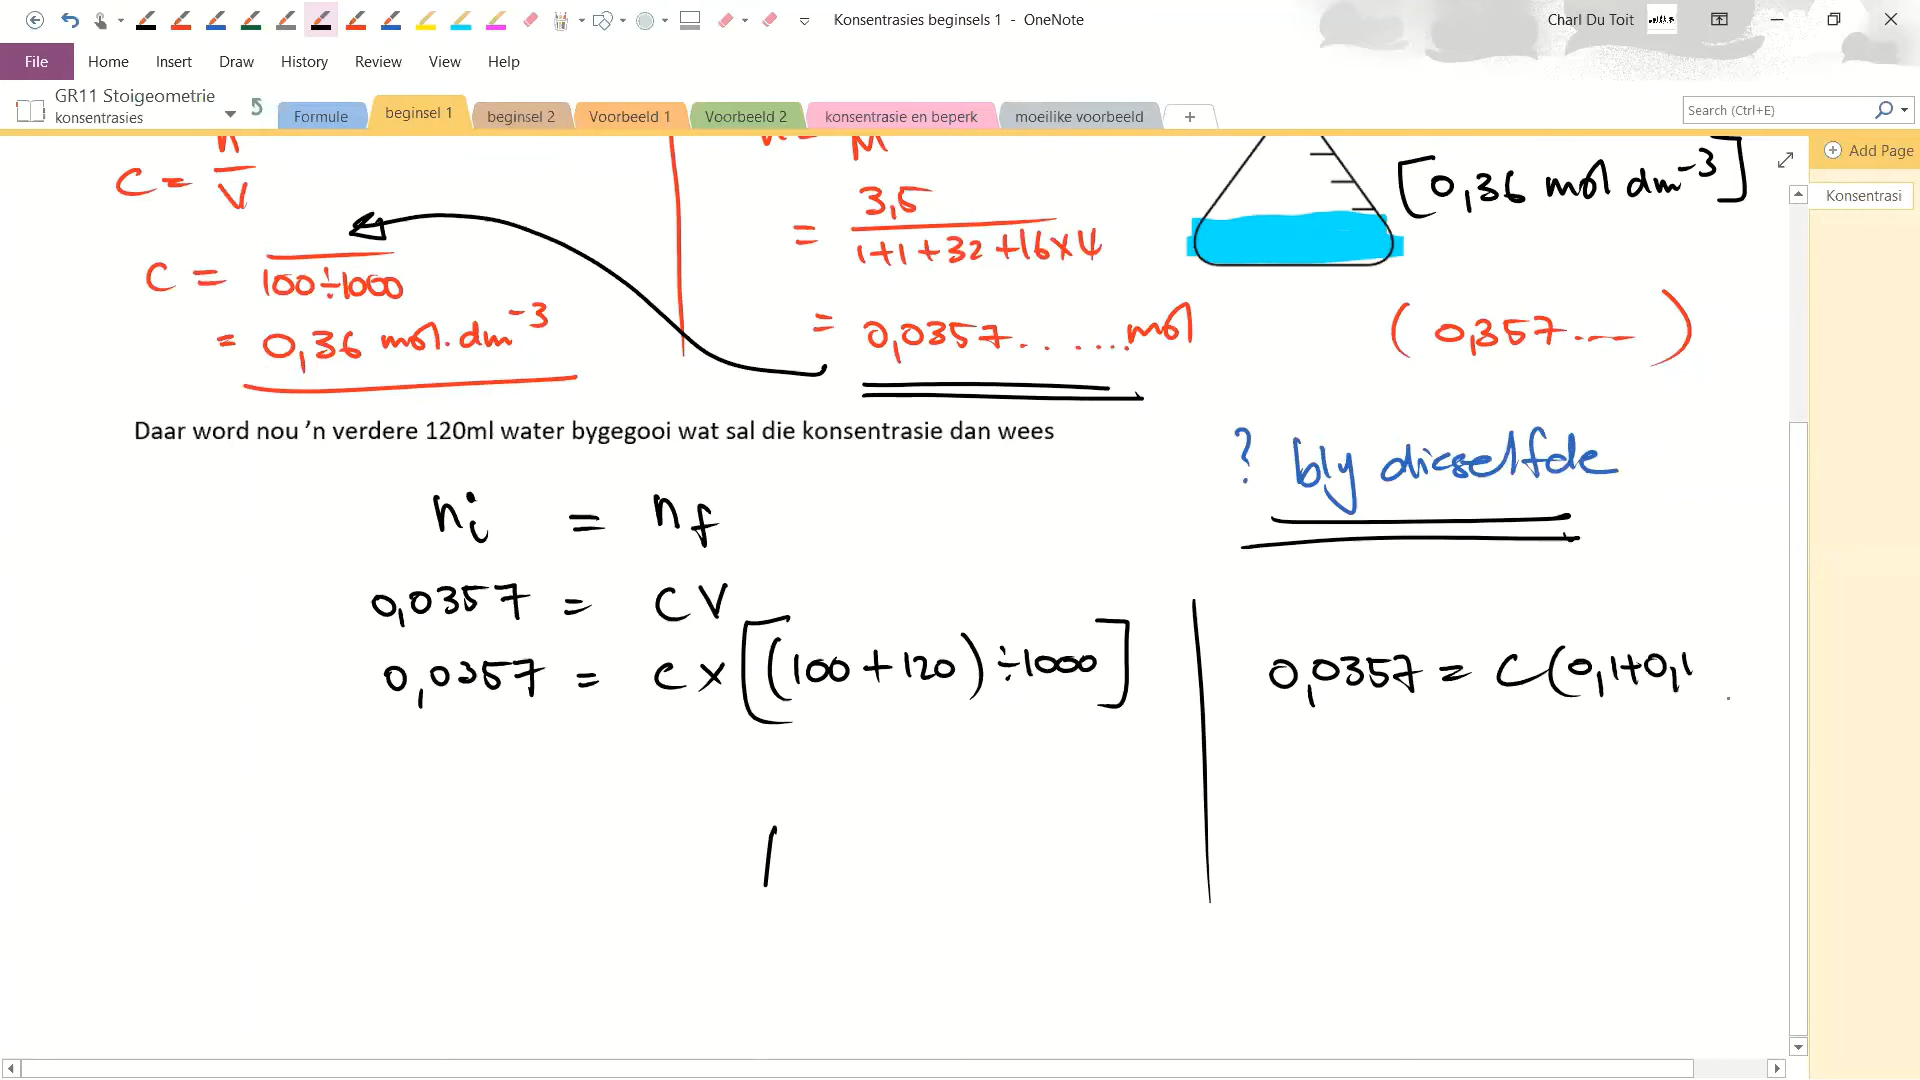 Konsentrasies beginsels 1 - OneNote
Charl Du Toit
File Home Insert Draw History Review View Help
GR11 Stoigeometrie
konsentrasies
Formule beginsel 1 beginsel 2 Voorbeeld 1 Voorbeeld 2 konsentrasie en beperk moeilike voorbeeld +
Search (Ctrl+E)
Add Page
Konsentrasi
C = n/V
M
= 3,5 / 1+1+32+16×4
[0,36 mol dm⁻³]
C = / 100÷1000
= 0,36 mol.dm⁻³
= 0,0357.......mol
(0,357...)
Daar word nou 'n verdere 120ml water bygegooi wat sal die konsentrasie dan wees
? bly dieselfde
nᵢ = n_f
0,0357 = CV
0,0357 = C × [(100+120)÷1000]
0,0357 = C(0,1+0,1